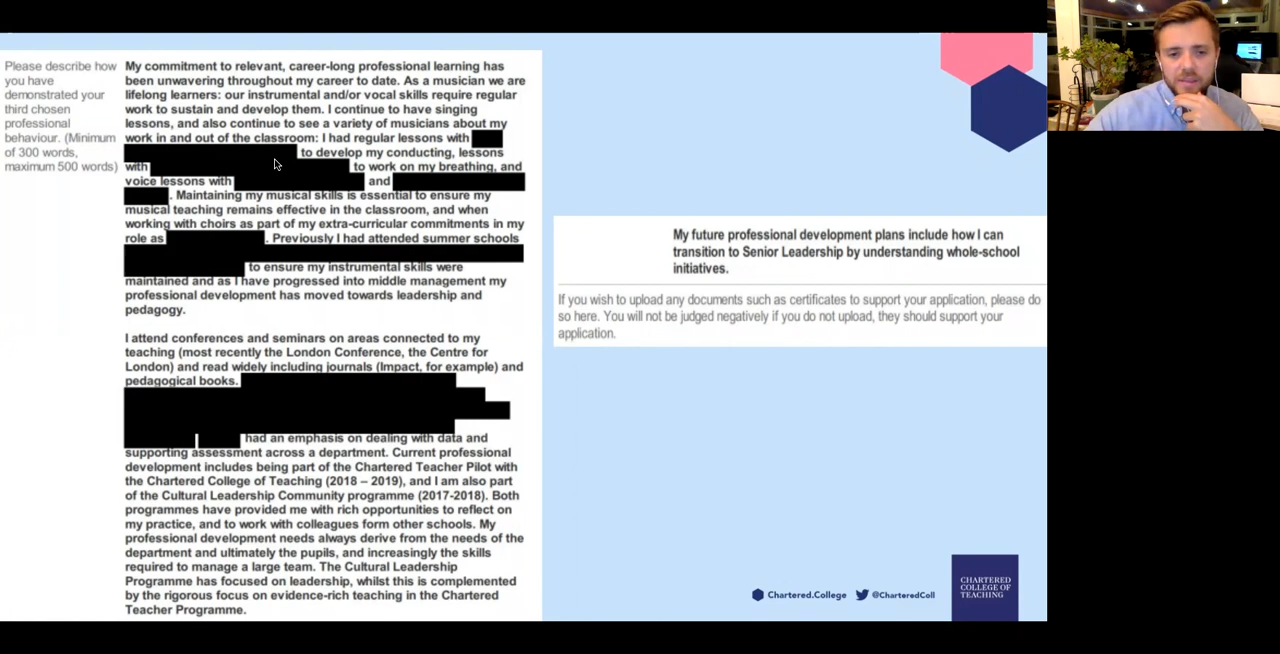 Please describe how
you have
demonstrated your
third chosen
professional
behaviour. (Minimum
of 300 words,
maximum 500 words)
My commitment to relevant, career-long professional learning has
been unwavering throughout my career to date. As a musician we are
lifelong learners: our instrumental and/or vocal skills require regular
work to sustain and develop them. I continue to have singing
lessons, and also continue to see a variety of musicians about my
work in and out of the classroom: I had regular lessons with
to develop my conducting, lessons
with to work on my breathing, and
voice lessons with and
. Maintaining my musical skills is essential to ensure my
musical teaching remains effective in the classroom, and when
working with choirs as part of my extra-curricular commitments in my
role as . Previously I had attended summer schools
to ensure my instrumental skills were
maintained and as I have progressed into middle management my
professional development has moved towards leadership and
pedagogy.
I attend conferences and seminars on areas connected to my
teaching (most recently the London Conference, the Centre for
London) and read widely including journals (Impact, for example) and
pedagogical books.
had an emphasis on dealing with data and
supporting assessment across a department. Current professional
development includes being part of the Chartered Teacher Pilot with
the Chartered College of Teaching (2018 – 2019), and I am also part
of the Cultural Leadership Community programme (2017-2018). Both
programmes have provided me with rich opportunities to reflect on
my practice, and to work with colleagues form other schools. My
professional development needs always derive from the needs of the
department and ultimately the pupils, and increasingly the skills
required to manage a large team. The Cultural Leadership
Programme has focused on leadership, whilst this is complemented
by the rigorous focus on evidence-rich teaching in the Chartered
Teacher Programme.
My future professional development plans include how I can
transition to Senior Leadership by understanding whole-school
initiatives.
If you wish to upload any documents such as certificates to support your application, please do
so here. You will not be judged negatively if you do not upload, they should support your
application.
Chartered.College @CharteredColl
CHARTERED
COLLEGE OF
TEACHING